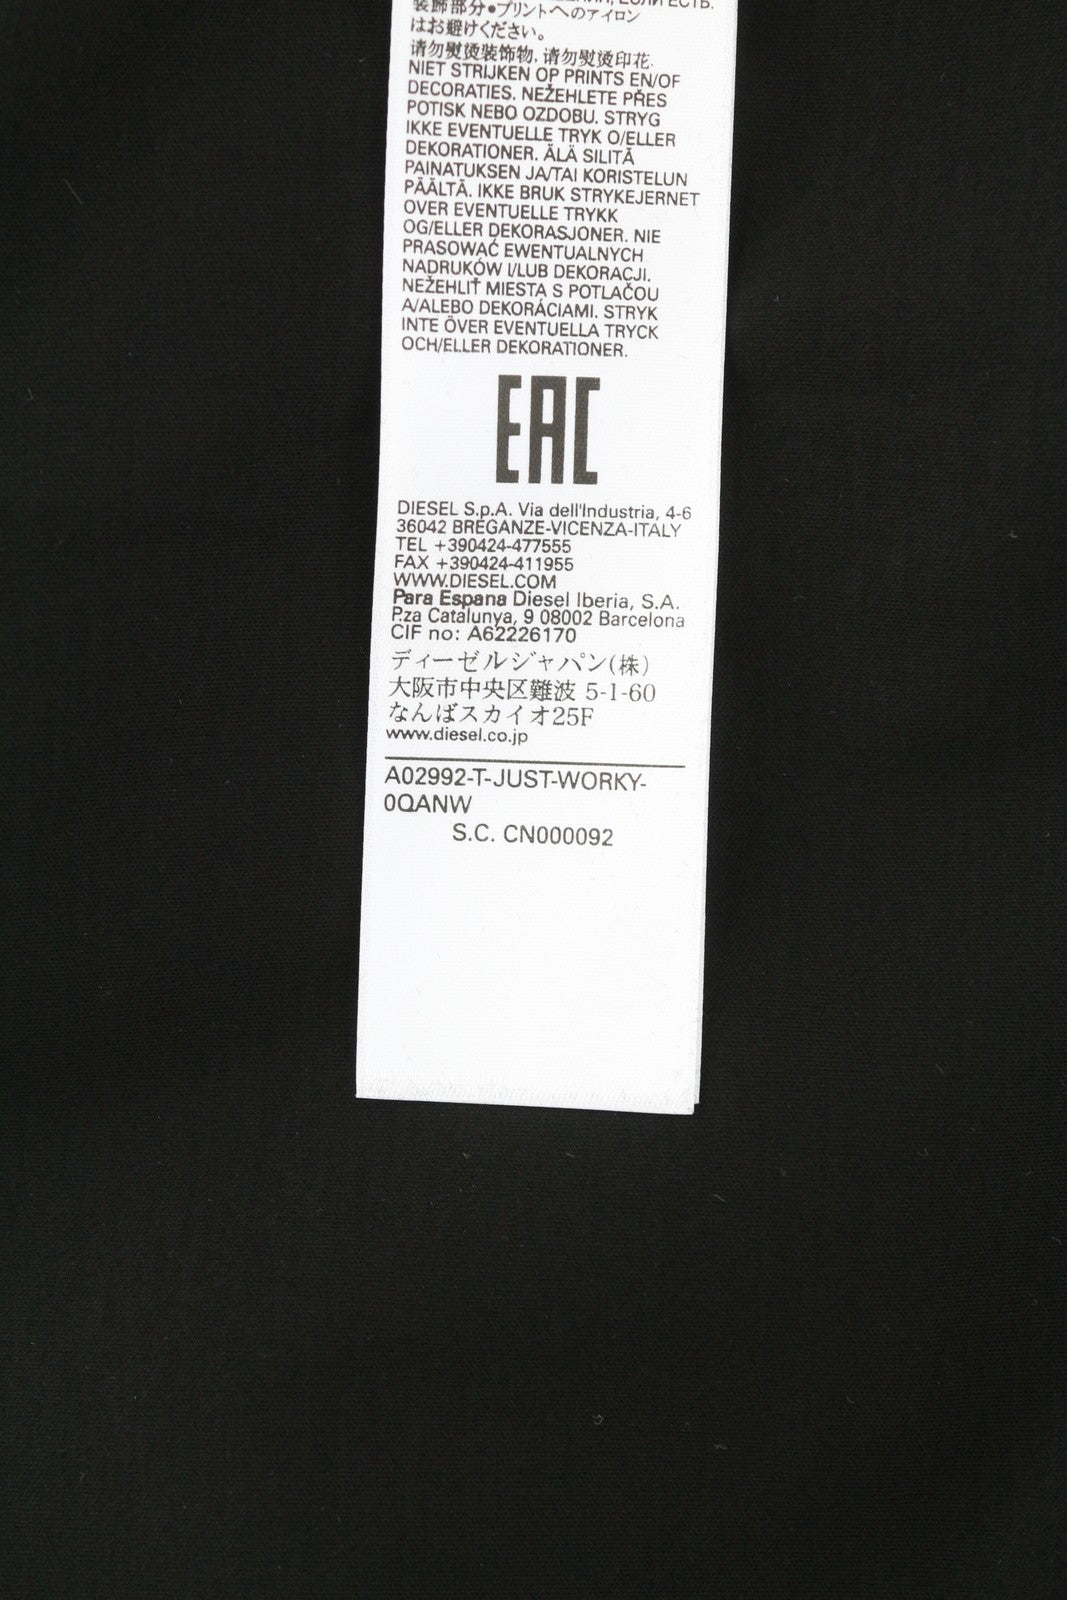 ЕСЛИ ЕСТЬ.
装飾部分●プリントへのアイロン
はお避けください。
请勿熨烫装饰物, 请勿熨烫印花.
NIET STRIJKEN OP PRINTS EN/OF
DECORATIES. NEŽEHLETE PŘES
POTISK NEBO OZDOBU. STRYG
IKKE EVENTUELLE TRYK O/ELLER
DEKORATIONER. ÄLÄ SILITÄ
PAINATUKSEN JA/TAI KORISTELUN
PÄÄLTÄ. IKKE BRUK STRYKEJERNET
OVER EVENTUELLE TRYKK
OG/ELLER DEKORASJONER. NIE
PRASOWAĆ EWENTUALNYCH
NADRUKÓW I/LUB DEKORACJI.
NEŽEHLIŤ MIESTA S POTLAČOU
A/ALEBO DEKORÁCIAMI. STRYK
INTE ÖVER EVENTUELLA TRYCK
OCH/ELLER DEKORATIONER.
EAC
DIESEL S.p.A. Via dell'Industria, 4-6
36042 BREGANZE-VICENZA-ITALY
TEL +390424-477555
FAX +390424-411955
WWW.DIESEL.COM
Para Espana Diesel Iberia, S.A.
P.za Catalunya, 9 08002 Barcelona
CIF no: A62226170
ディーゼルジャパン(株)
大阪市中央区難波 5-1-60
なんばスカイオ25F
www.diesel.co.jp
A02992-T-JUST-WORKY-
0QANW
S.C. CN000092